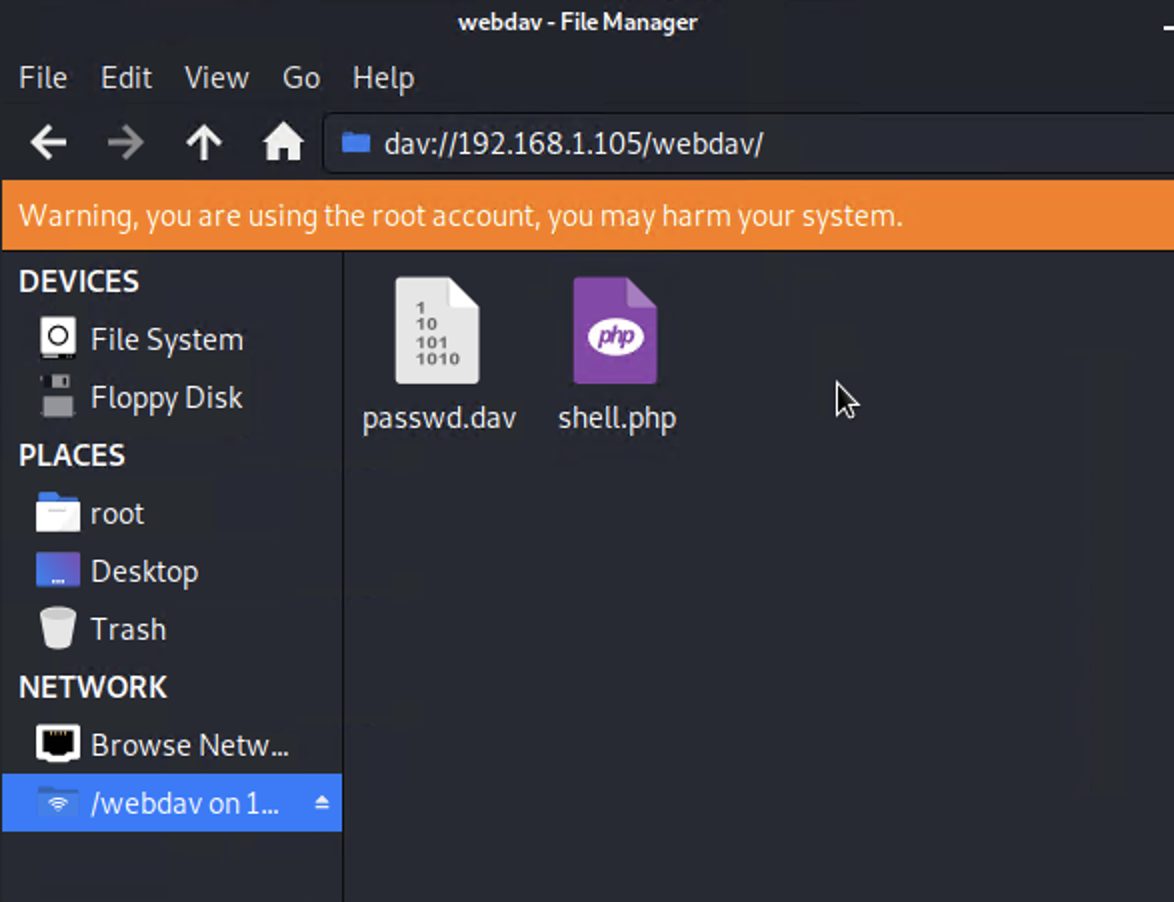 webdav - File Manager
File Edit View Go Help
dav://192.168.1.105/webdav/
Warning, you are using the root account, you may harm your system.
DEVICES
File System
Floppy Disk
PLACES
root
Desktop
Trash
NETWORK
Browse Netw...
/webdav on 1...
1
10
101
1010
php
passwd.dav shell.php